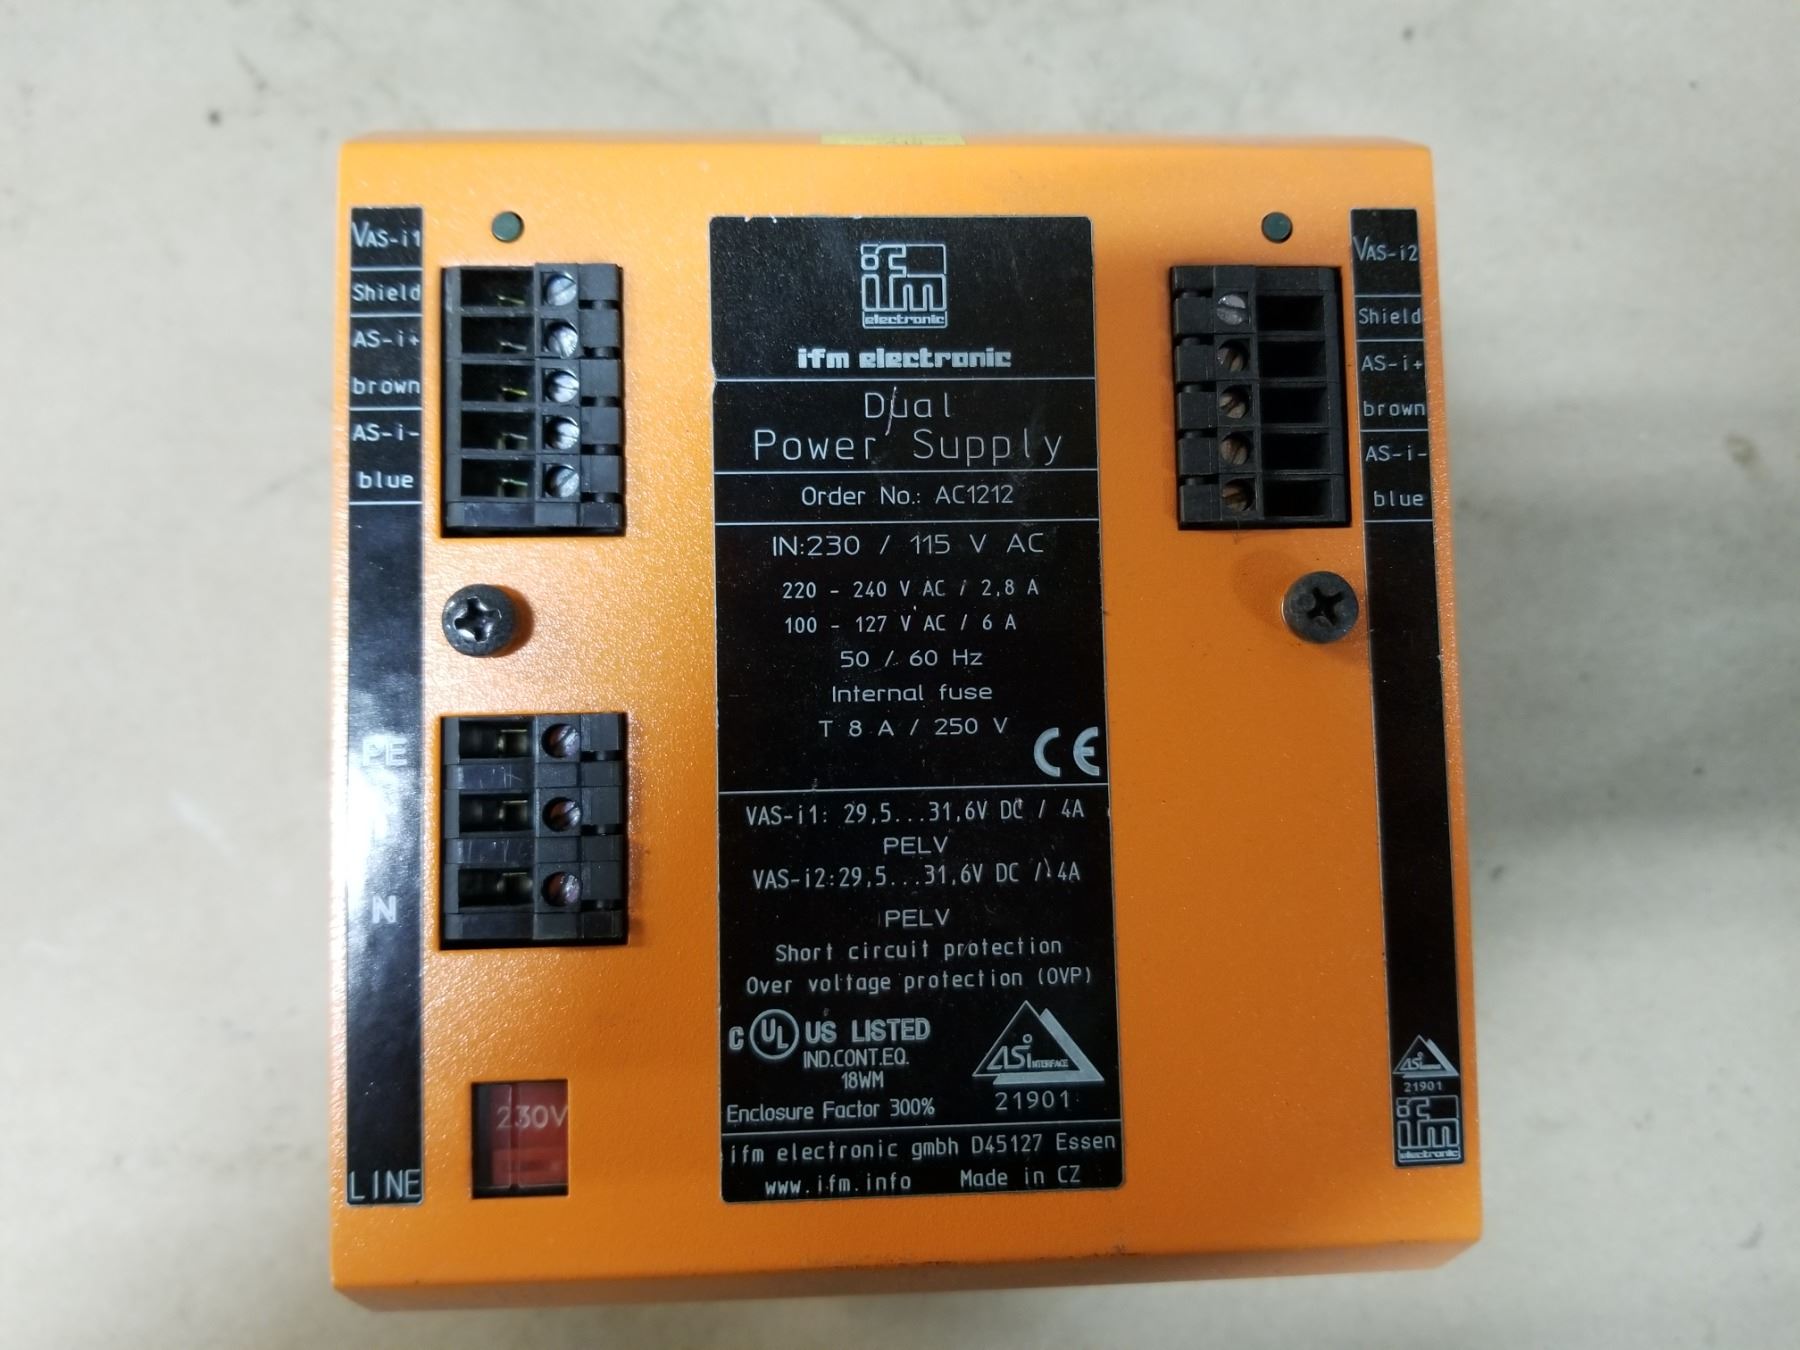 VAS-i1
Shield
AS-i+
brown
AS-i-
blue
PE
N
LINE
230V
ifm
electronic
ifm electronic
Dual
Power Supply
Order No.: AC1212
IN:230 / 115 V AC
220 - 240 V AC / 2,8 A
100 - 127 V AC / 6 A
50 / 60 Hz
Internal fuse
T 8 A / 250 V
CE
VAS-i1: 29,5...31,6V DC / 4A
PELV
VAS-i2:29,5...31,6V DC / 4A
PELV
Short circuit protection
Over voltage protection (OVP)
C UL US LISTED
IND.CONT.EQ.
18WM
Enclosure Factor 300%
ASi INTERFACE
21901
ifm electronic gmbh D45127 Essen
www.ifm.info Made in CZ
VAS-i2
Shield
AS-i+
brown
AS-i-
blue
ASi
21901
ifm
electronic